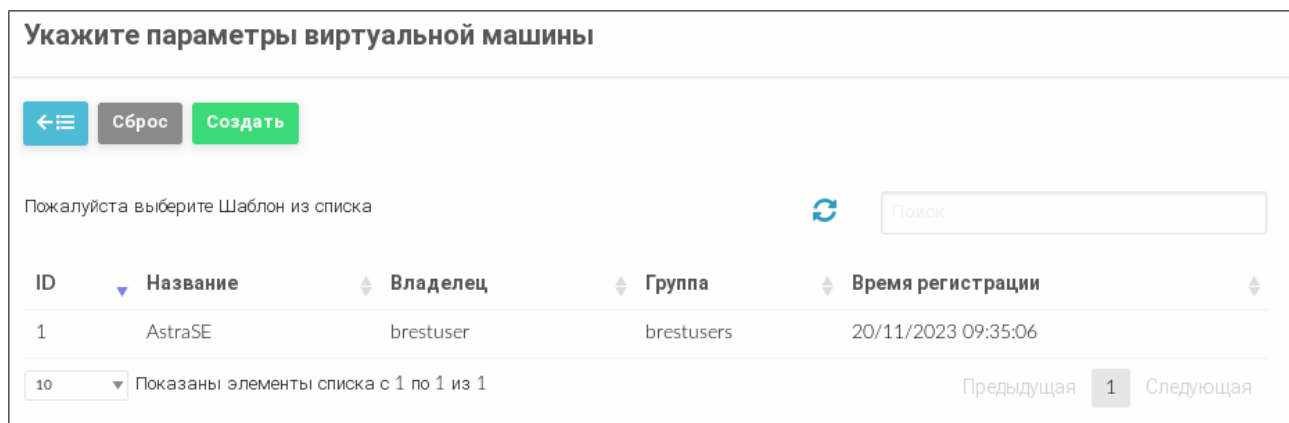 Укажите параметры виртуальной машины
Сброс Создать
Пожалуйста выберите Шаблон из списка Поиск
ID Название Владелец Группа Время регистрации
1 AstraSE brestuser brestusers 20/11/2023 09:35:06
10 Показаны элементы списка с 1 по 1 из 1 Предыдущая 1 Следующая